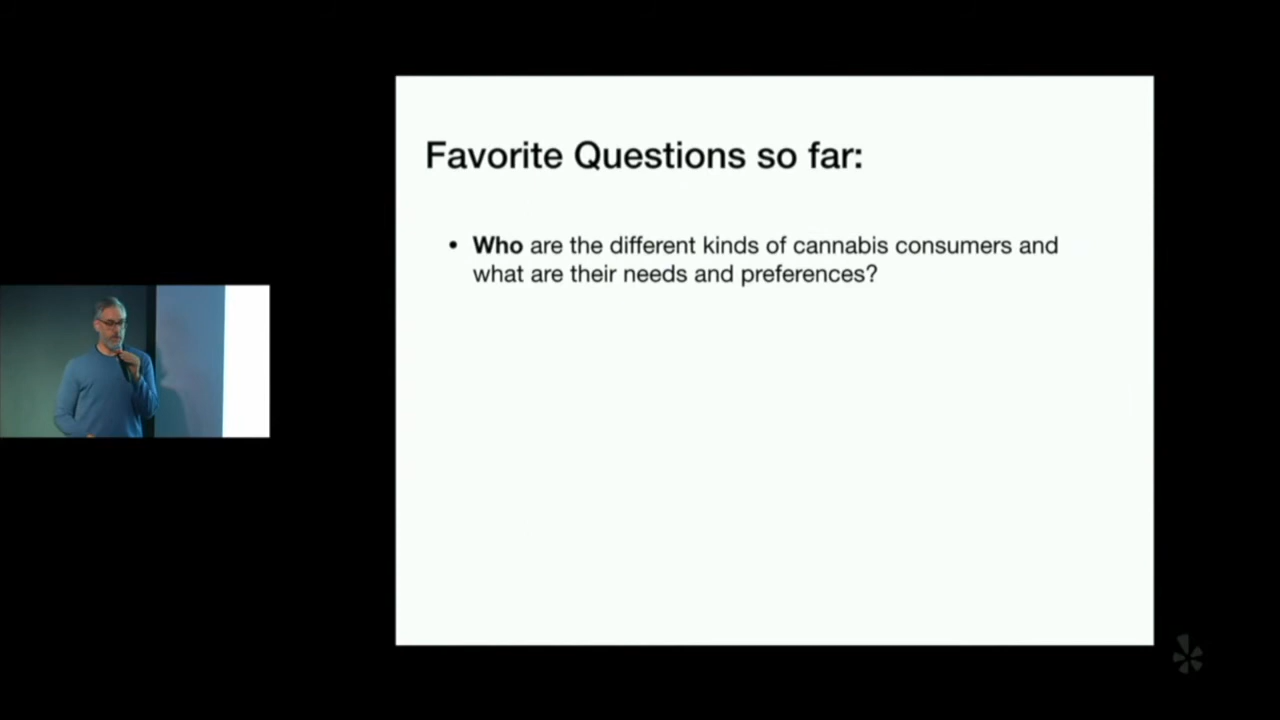 Favorite Questions so far:
• Who are the different kinds of cannabis consumers and
what are their needs and preferences?